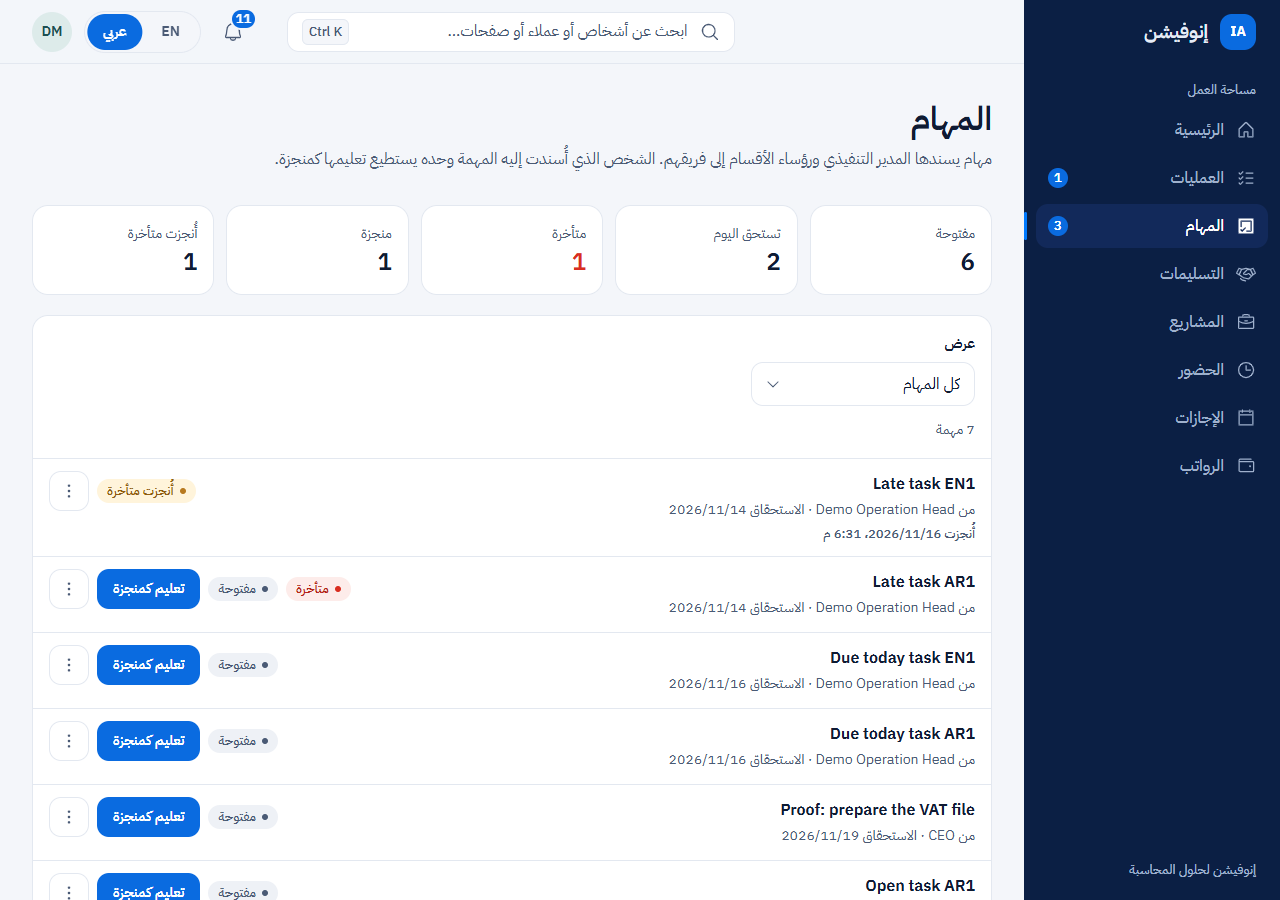 IA إنوفيشن
مساحة العمل
الرئيسية
العمليات 1
المهام 3
التسليمات
المشاريع
الحضور
الإجازات
الرواتب
إنوفيشن لحلول المحاسبة
ابحث عن أشخاص أو عملاء أو صفحات... Ctrl K
11
EN عربي
DM
المهام
مهام يسندها المدير التنفيذي ورؤساء الأقسام إلى فريقهم. الشخص الذي أُسندت إليه المهمة وحده يستطيع تعليمها كمنجزة.
مفتوحة
6
تستحق اليوم
2
متأخرة
1
منجزة
1
أُنجزت متأخرة
1
عرض
كل المهام
7 مهمة
Late task EN1
من Demo Operation Head · الاستحقاق 2026/11/14
أُنجزت 2026/11/16، 6:31 م
أُنجزت متأخرة
Late task AR1
من Demo Operation Head · الاستحقاق 2026/11/14
متأخرة مفتوحة تعليم كمنجزة
Due today task EN1
من Demo Operation Head · الاستحقاق 2026/11/16
مفتوحة تعليم كمنجزة
Due today task AR1
من Demo Operation Head · الاستحقاق 2026/11/16
مفتوحة تعليم كمنجزة
Proof: prepare the VAT file
من CEO · الاستحقاق 2026/11/19
مفتوحة تعليم كمنجزة
Open task AR1
مفتوحة تعليم كمنجزة